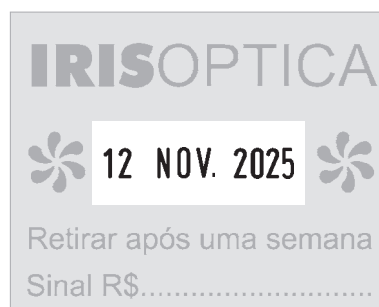 IRISOPTICA
12 NOV. 2025
Retirar após uma semana
Sinal R$............................